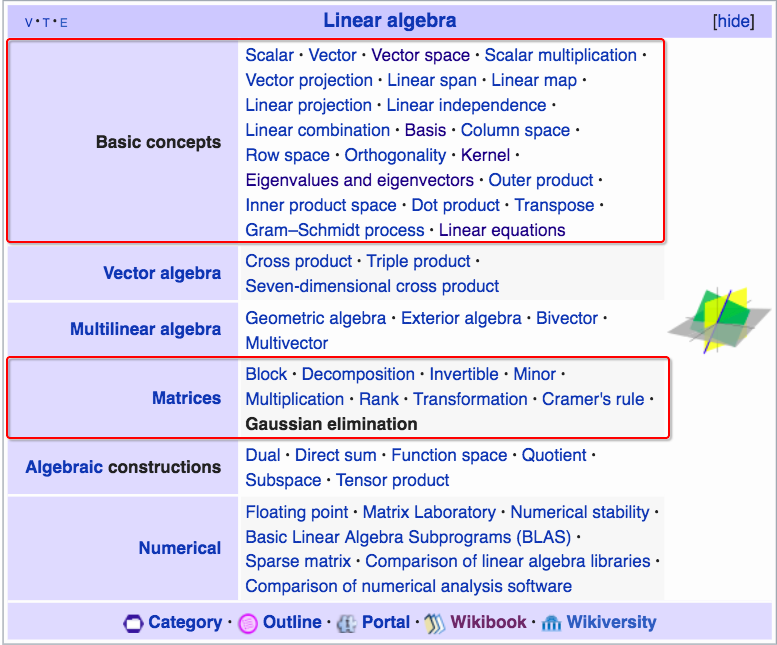 V · T · E Linear algebra [hide]
Basic concepts
Scalar · Vector · Vector space · Scalar multiplication ·
Vector projection · Linear span · Linear map ·
Linear projection · Linear independence ·
Linear combination · Basis · Column space ·
Row space · Orthogonality · Kernel ·
Eigenvalues and eigenvectors · Outer product ·
Inner product space · Dot product · Transpose ·
Gram–Schmidt process · Linear equations
Vector algebra
Cross product · Triple product ·
Seven-dimensional cross product
Multilinear algebra
Geometric algebra · Exterior algebra · Bivector ·
Multivector
Matrices
Block · Decomposition · Invertible · Minor ·
Multiplication · Rank · Transformation · Cramer's rule ·
Gaussian elimination
Algebraic constructions
Dual · Direct sum · Function space · Quotient ·
Subspace · Tensor product
Numerical
Floating point · Matrix Laboratory · Numerical stability ·
Basic Linear Algebra Subprograms (BLAS) ·
Sparse matrix · Comparison of linear algebra libraries ·
Comparison of numerical analysis software
Category · Outline · Portal · Wikibook · Wikiversity